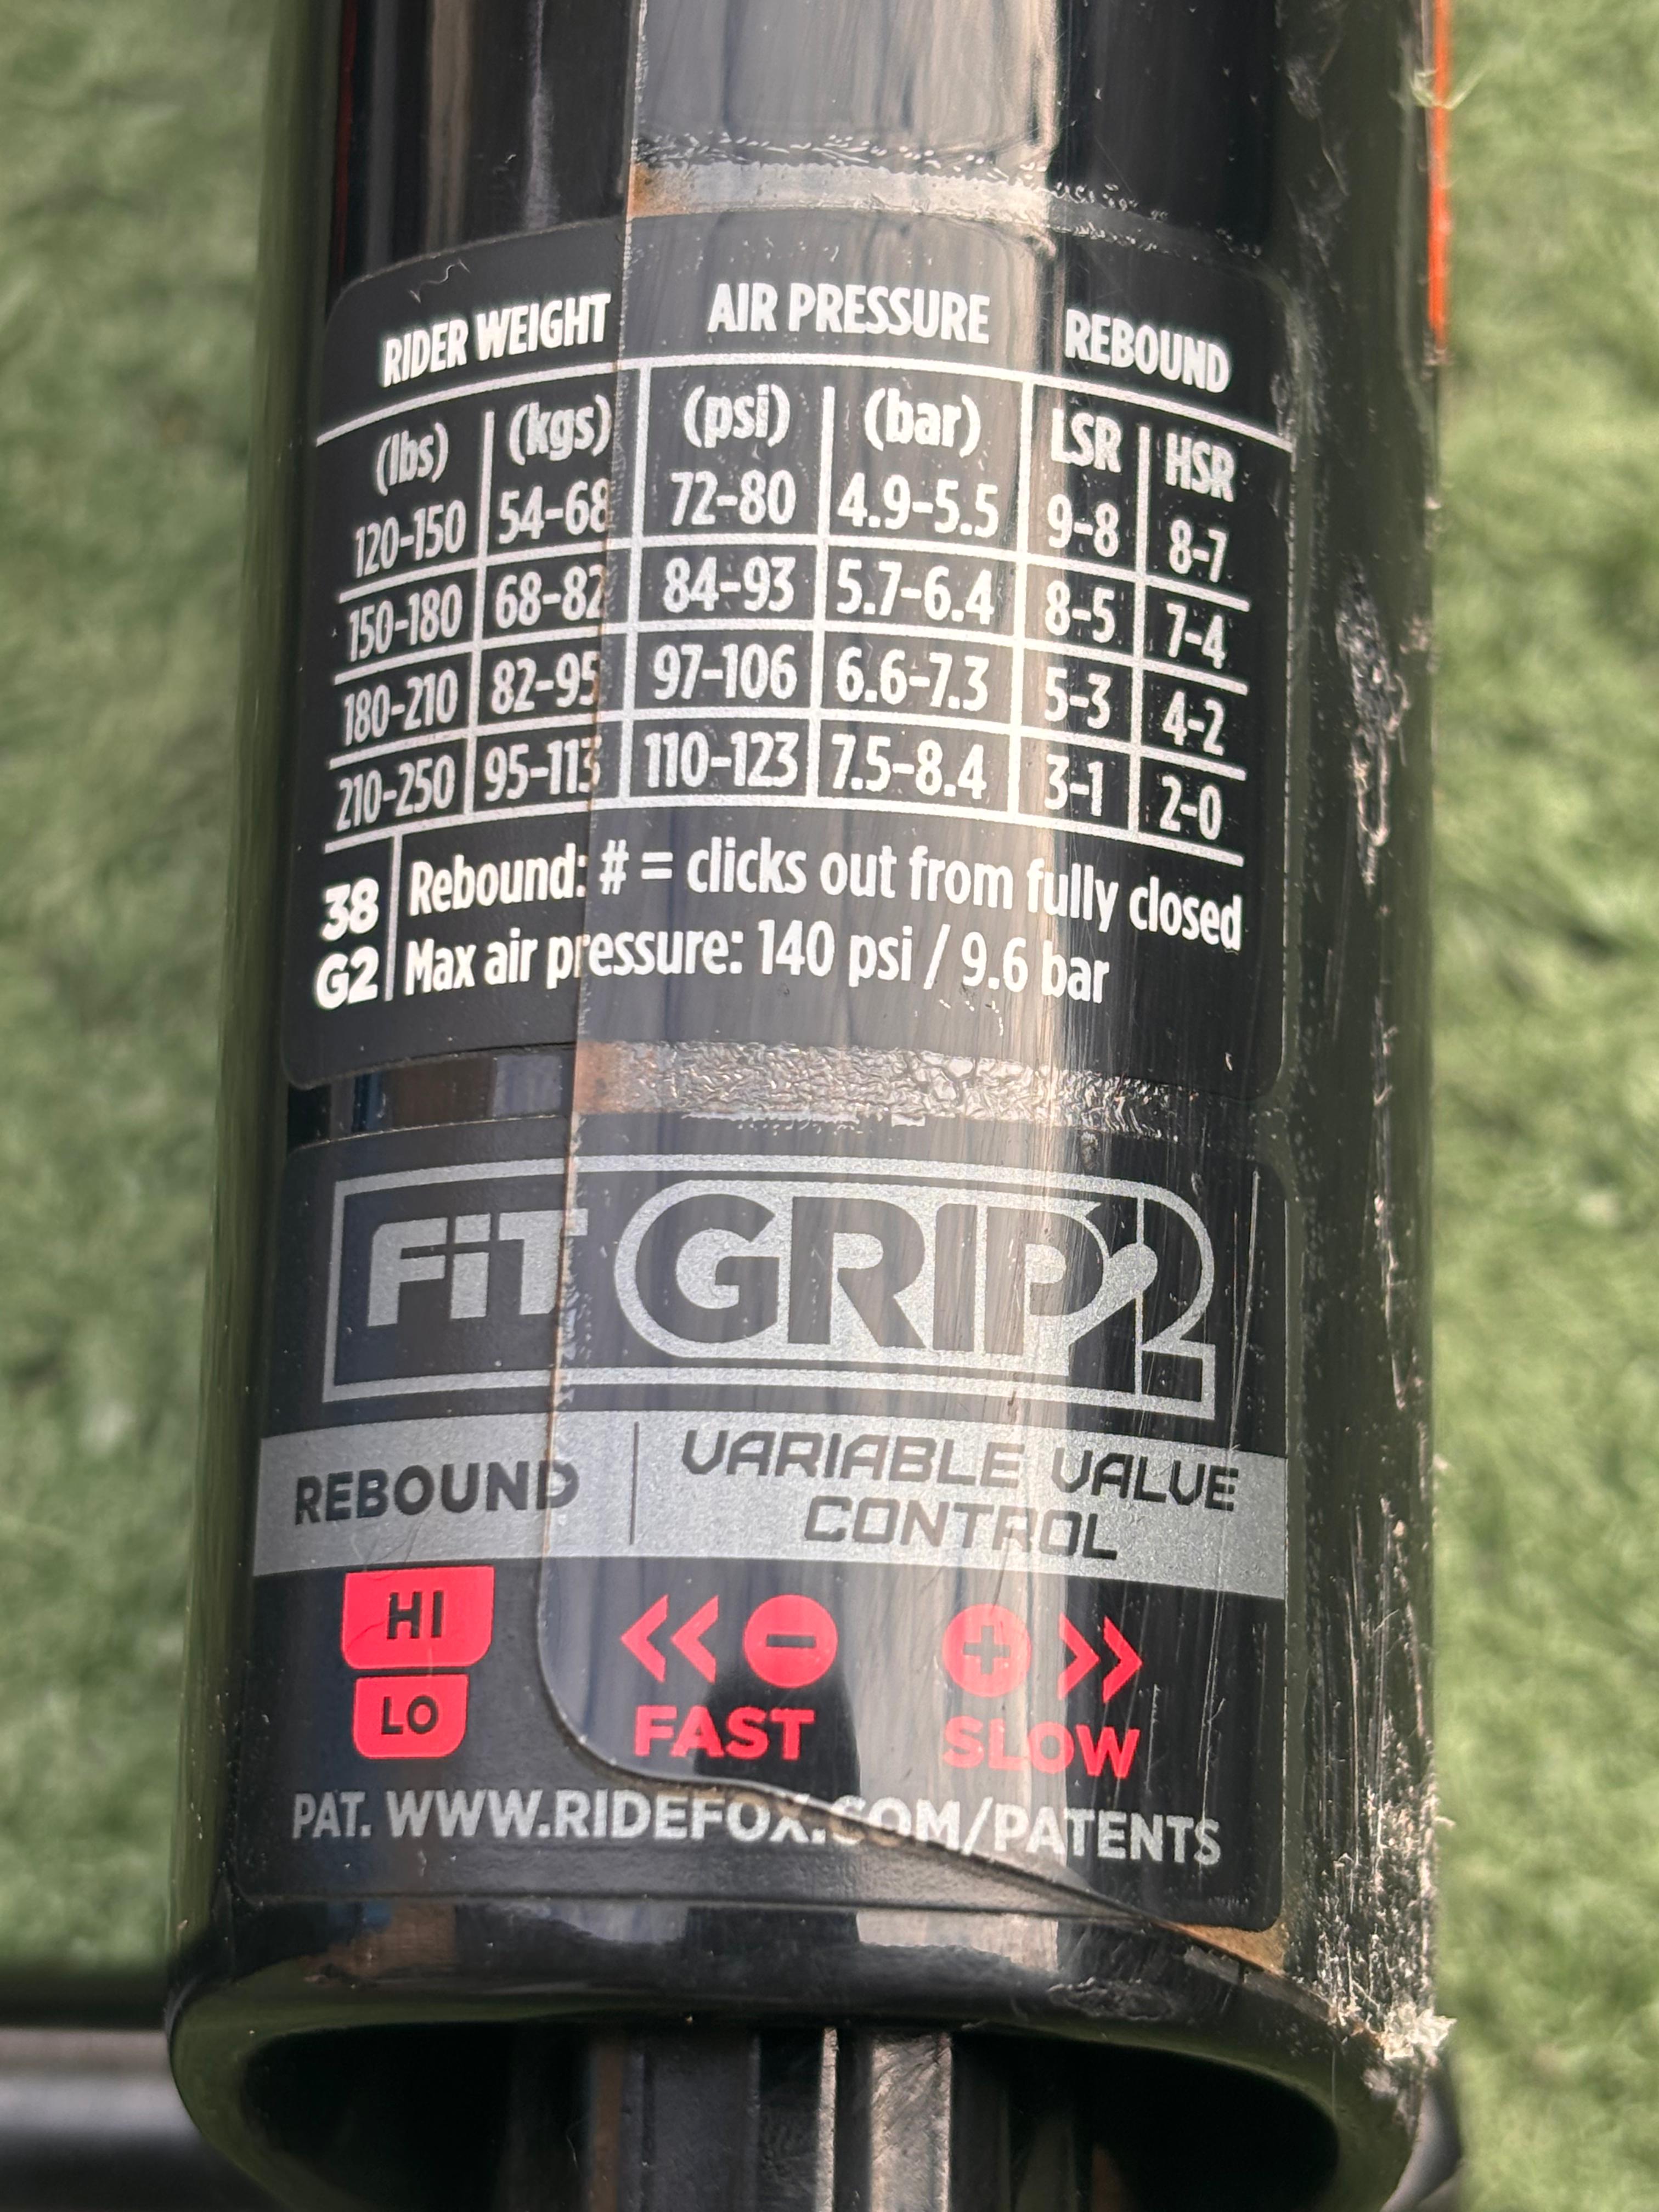 RIDER WEIGHT AIR PRESSURE REBOUND
(lbs) (kgs) (psi) (bar) LSR HSR
120-150 54-68 72-80 4.9-5.5 9-8 8-7
150-180 68-82 84-93 5.7-6.4 8-5 7-4
180-210 82-95 97-106 6.6-7.3 5-3 4-2
210-250 95-113 110-123 7.5-8.4 3-1 2-0
38 Rebound: # = clicks out from fully closed
G2 Max air pressure: 140 psi / 9.6 bar
FiT GRIP2
REBOUND VARIABLE VALVE
CONTROL
HI
LO
<< - + >>
FAST SLOW
PAT. WWW.RIDEFOX.COM/PATENTS